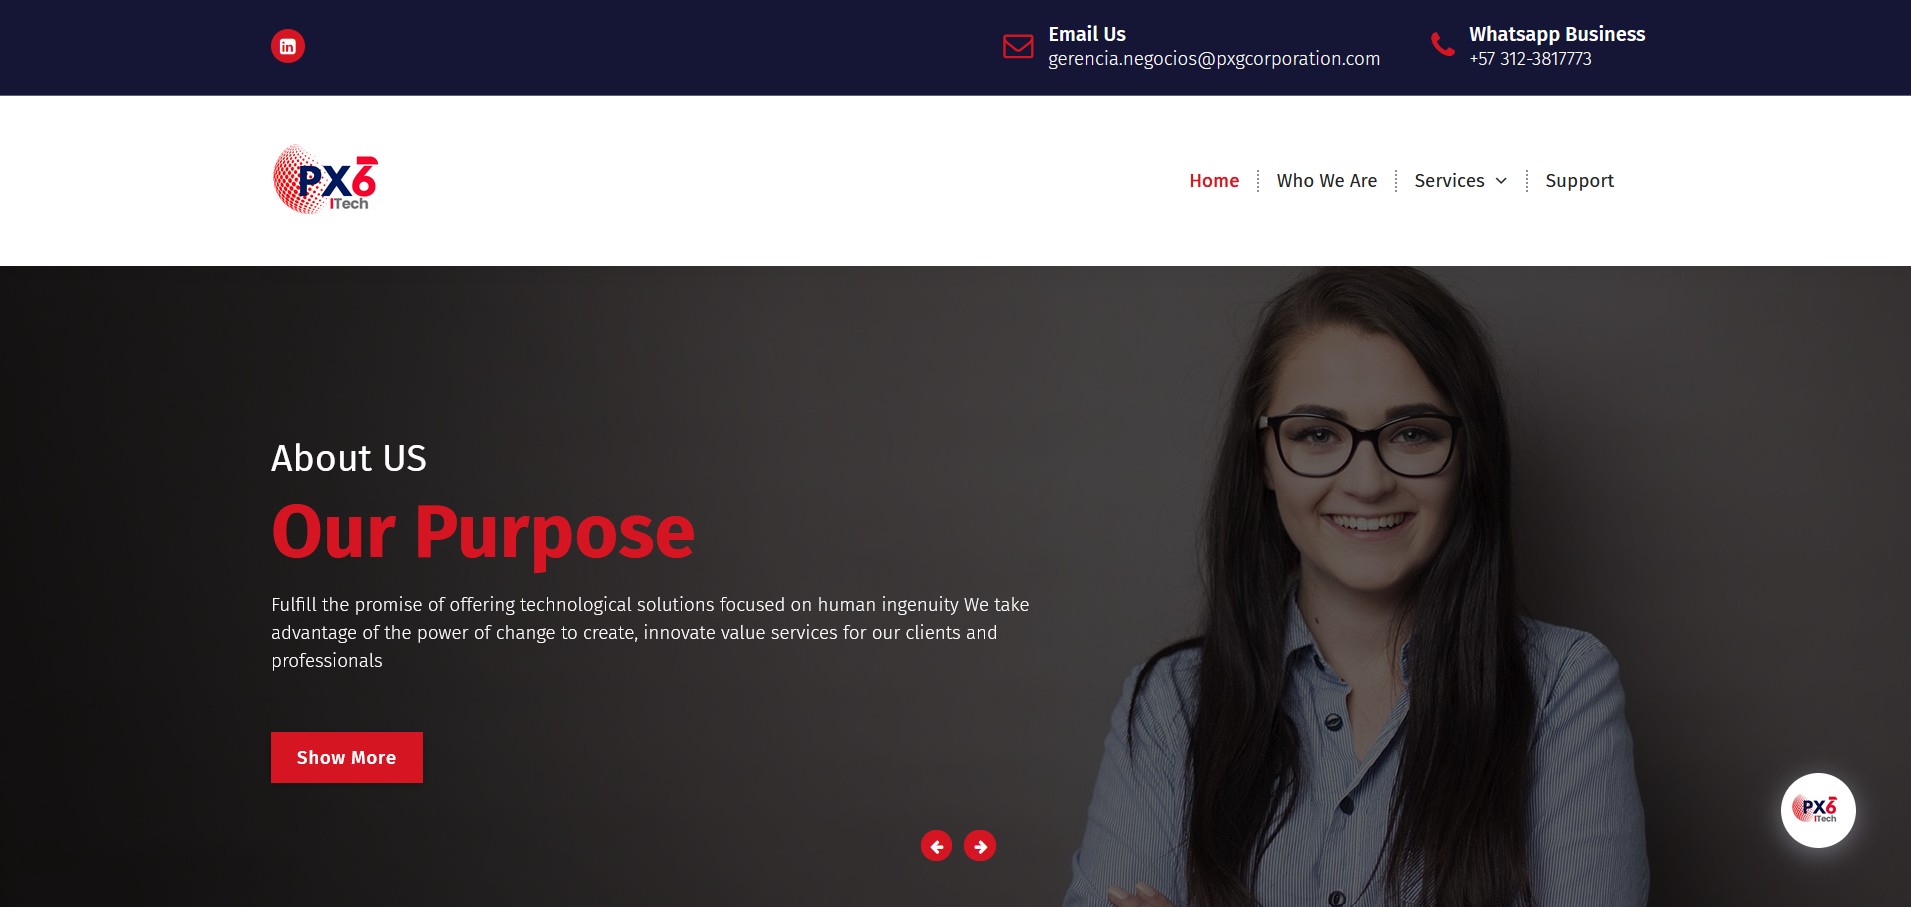 Email Us
gerencia.negocios@pxgcorporation.com
Whatsapp Business
+57 312-3817773
PX6
ITech
Home
Who We Are
Services
Support
About US
Our Purpose
Fulfill the promise of offering technological solutions focused on human ingenuity We take
advantage of the power of change to create, innovate value services for our clients and
professionals
Show More
PX6
ITech